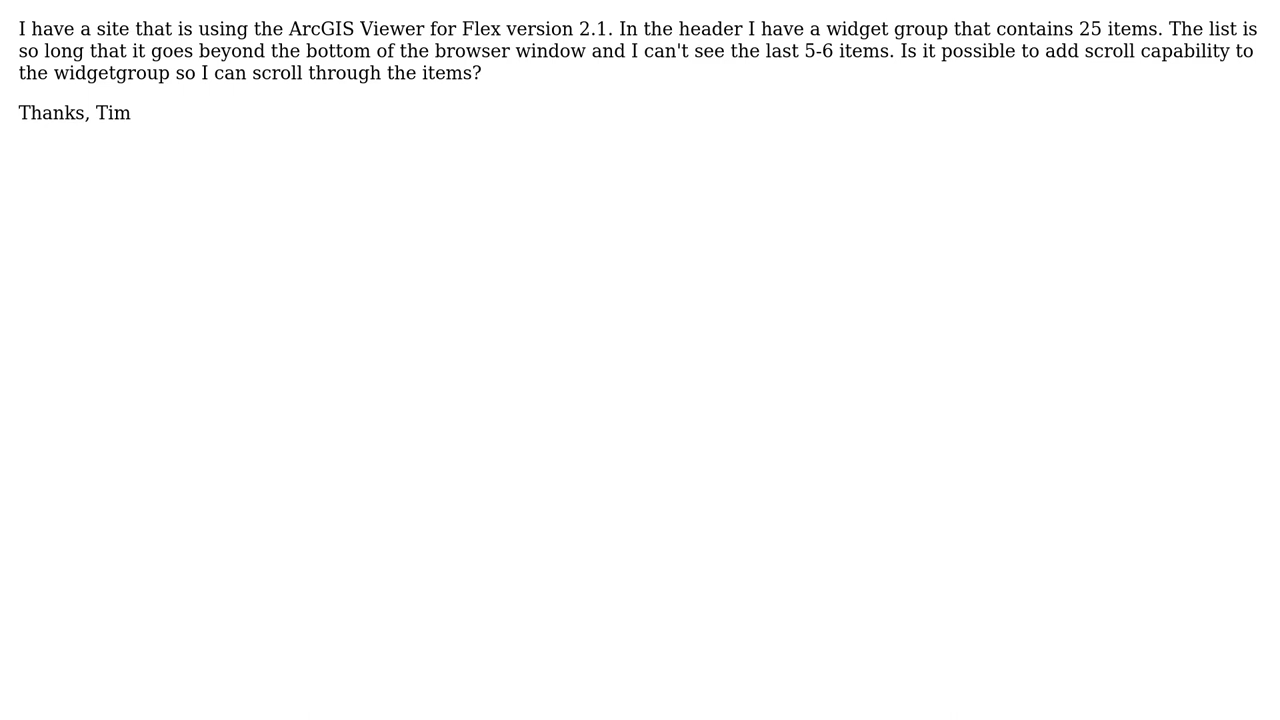 I have a site that is using the ArcGIS Viewer for Flex version 2.1. In the header I have a widget group that contains 25 items. The list is
so long that it goes beyond the bottom of the browser window and I can't see the last 5-6 items. Is it possible to add scroll capability to
the widgetgroup so I can scroll through the items?
Thanks, Tim